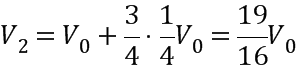 V₂ = V₀ + 3/4 · 1/4 V₀ = 19/16 V₀